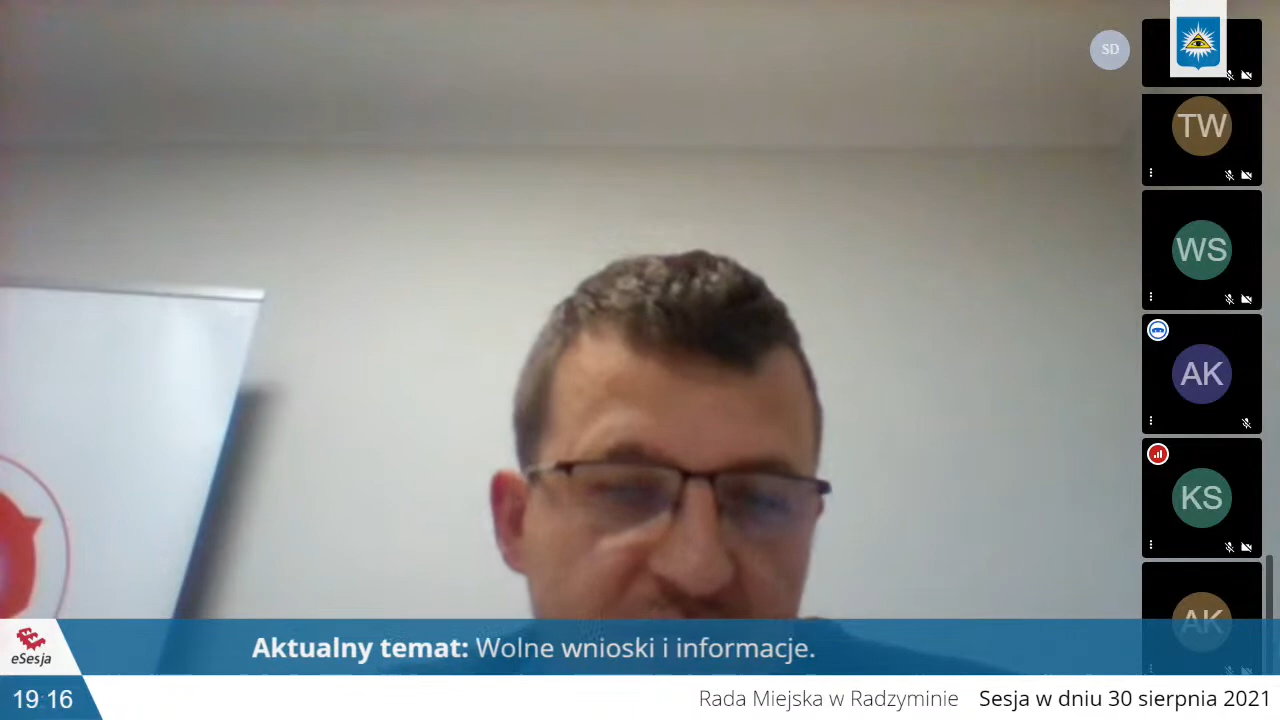 SD
TW
WS
AK
KS
AK
Aktualny temat: Wolne wnioski i informacje.
eSesja
19:16
Rada Miejska w Radzyminie Sesja w dniu 30 sierpnia 2021